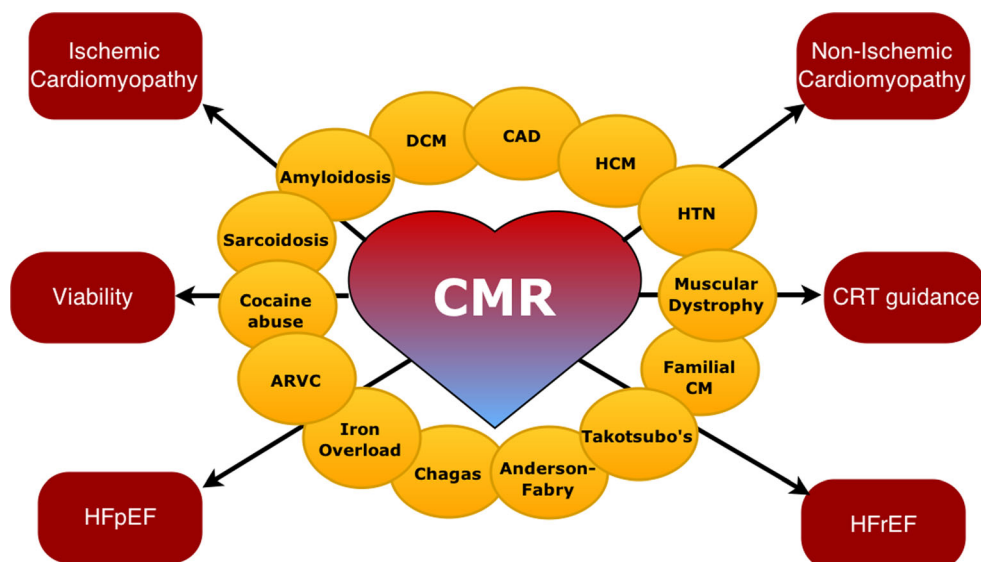 Ischemic
Cardiomyopathy
Non-Ischemic
Cardiomyopathy
DCM
CAD
HCM
Amyloidosis
HTN
Sarcoidosis
CMR
Viability
Cocaine
abuse
Muscular
Dystrophy
CRT guidance
ARVC
Familial
CM
Iron
Overload
Takotsubo's
Chagas
Anderson-
Fabry
HFpEF
HFrEF